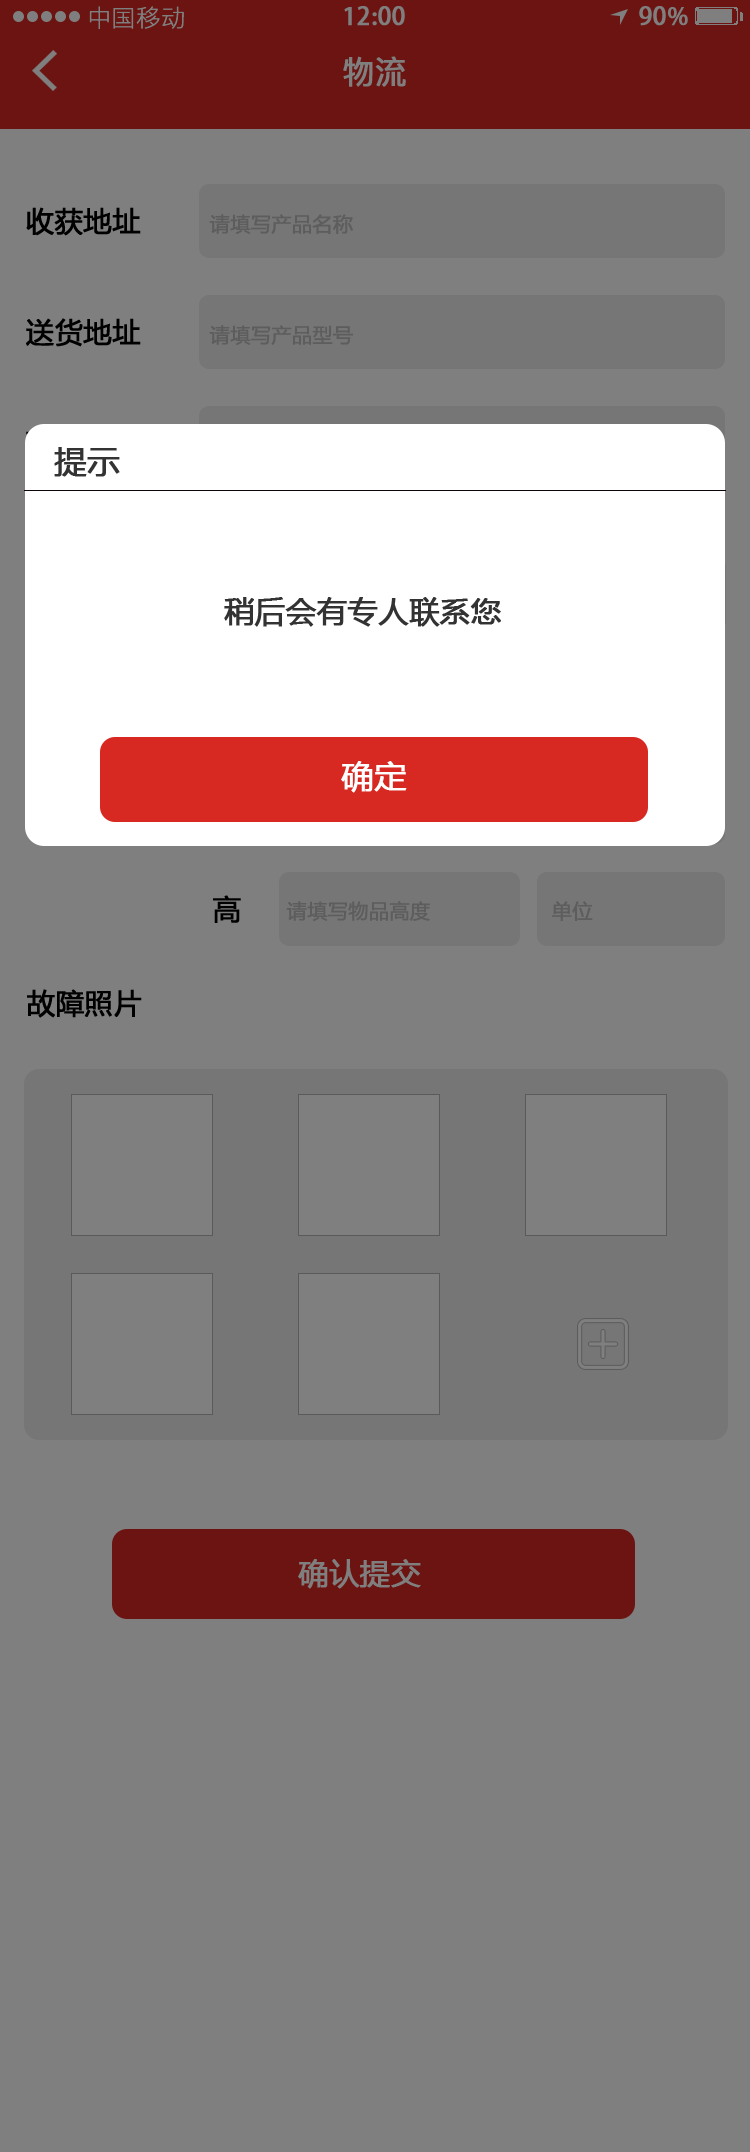 中国移动 12:00 90%
物流
收获地址 请填写产品名称
送货地址 请填写产品型号
提示
稍后会有专人联系您
确定
高 请填写物品高度 单位
故障照片
确认提交